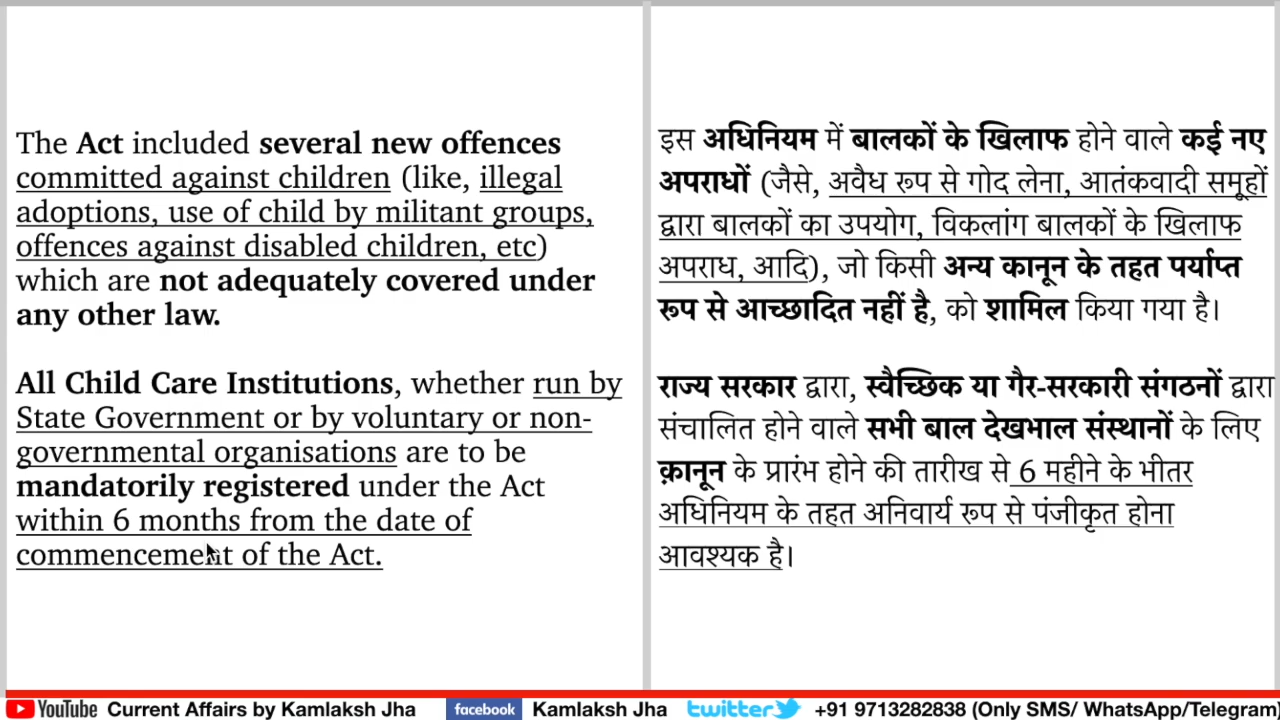 The Act included several new offences
committed against children (like, illegal
adoptions, use of child by militant groups,
offences against disabled children, etc)
which are not adequately covered under
any other law.
All Child Care Institutions, whether run by
State Government or by voluntary or non-
governmental organisations are to be
mandatorily registered under the Act
within 6 months from the date of
commencement of the Act.
इस अधिनियम में बालकों के खिलाफ होने वाले कई नए
अपराधों (जैसे, अवैध रूप से गोद लेना, आतंकवादी समूहों
द्वारा बालकों का उपयोग, विकलांग बालकों के खिलाफ
अपराध, आदि), जो किसी अन्य कानून के तहत पर्याप्त
रूप से आच्छादित नहीं है, को शामिल किया गया है।
राज्य सरकार द्वारा, स्वैच्छिक या गैर-सरकारी संगठनों द्वारा
संचालित होने वाले सभी बाल देखभाल संस्थानों के लिए
क़ानून के प्रारंभ होने की तारीख से 6 महीने के भीतर
अधिनियम के तहत अनिवार्य रूप से पंजीकृत होना
आवश्यक है।
YouTube Current Affairs by Kamlaksh Jha facebook Kamlaksh Jha twitter +91 9713282838 (Only SMS/ WhatsApp/Telegram)